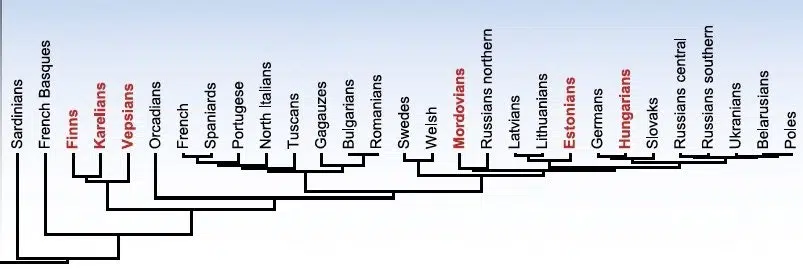 Sardinians
French Basques
Finns
Karelians
Vepsians
Orcadians
French
Spaniards
Portugese
North Italians
Tuscans
Gagauzes
Bulgarians
Romanians
Swedes
Welsh
Mordovians
Russians northern
Latvians
Lithuanians
Estonians
Germans
Hungarians
Slovaks
Russians central
Russians southern
Ukranians
Belarusians
Poles